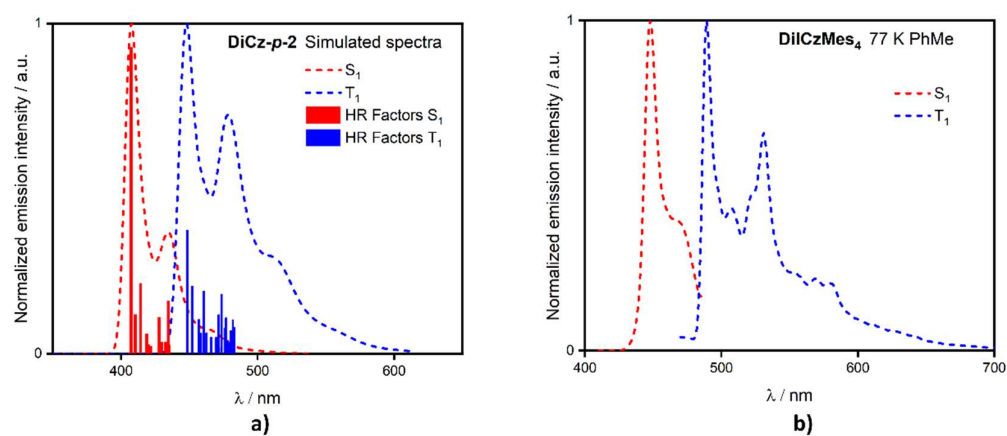 DiCz-p-2 Simulated spectra
S₁
T₁
HR Factors S₁
HR Factors T₁
Normalized emission intensity / a.u.
1
0
400
500
600
λ / nm
a)
DiICzMes₄ 77 K PhMe
S₁
T₁
Normalized emission intensity / a.u.
1
0
400
500
600
700
λ / nm
b)